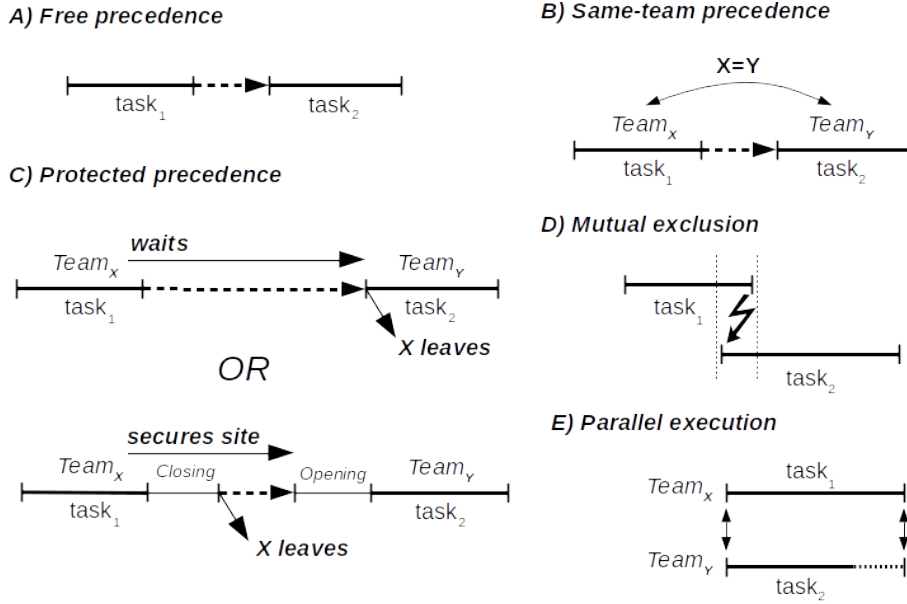 A) Free precedence
task1
task2
B) Same-team precedence
X=Y
TeamX
TeamY
task1
task2
C) Protected precedence
waits
TeamX
TeamY
task1
task2
X leaves
OR
secures site
TeamX
Closing
Opening
TeamY
task1
task2
X leaves
D) Mutual exclusion
task1
task2
E) Parallel execution
task1
TeamX
TeamY
task2